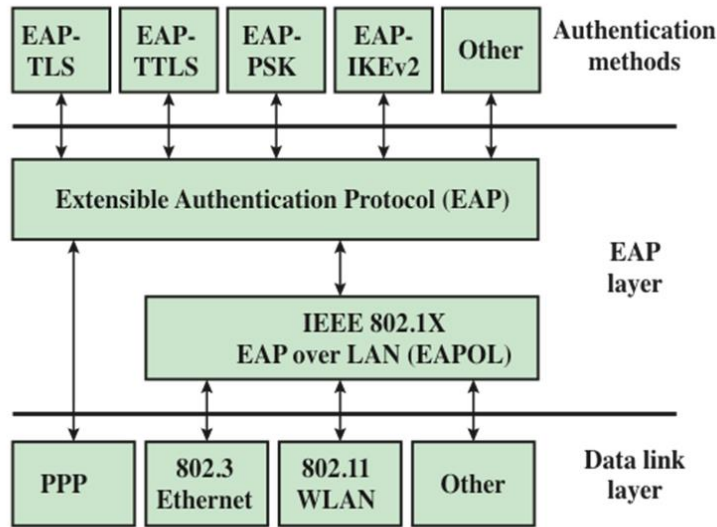 EAP-
TLS
EAP-
TTLS
EAP-
PSK
EAP-
IKEv2
Other
Authentication
methods
Extensible Authentication Protocol (EAP)
EAP
layer
IEEE 802.1X
EAP over LAN (EAPOL)
PPP
802.3
Ethernet
802.11
WLAN
Other
Data link
layer